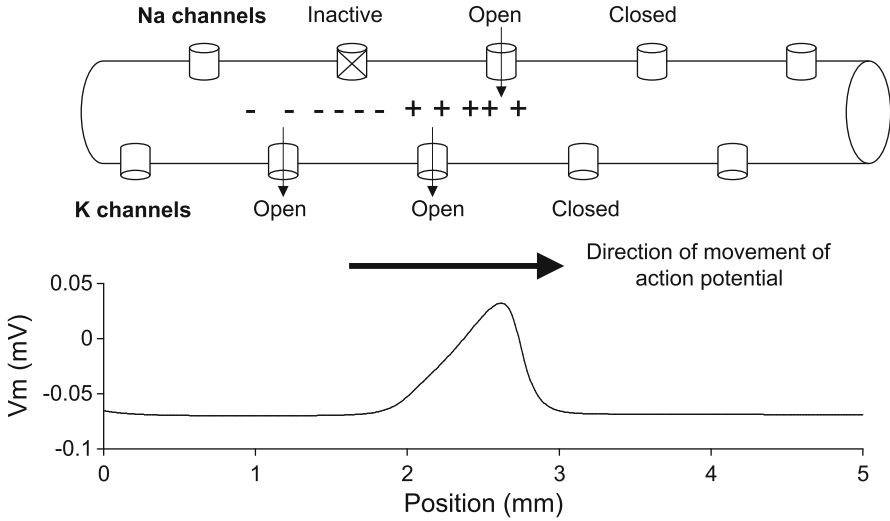 Na channels Inactive Open Closed
- - - - - - - + + + + +
K channels Open Open Closed
Direction of movement of
action potential
Vm (mV)
0.05
0
-0.05
-0.1
0 1 2 3 4 5
Position (mm)